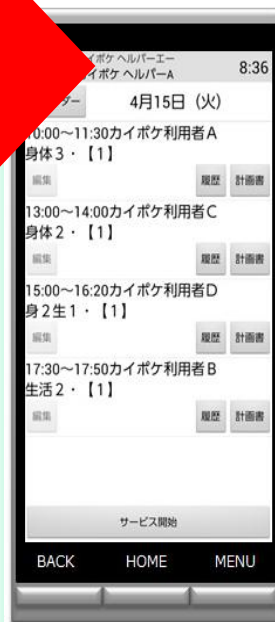 イポケ ヘルパーエー
イポケ ヘルパーA
8:36
ダー
4月15日 (火)
10:00~11:30カイポケ利用者A
身体3・【1】
編集
履歴
計画書
13:00~14:00カイポケ利用者C
身体2・【1】
編集
履歴
計画書
15:00~16:20カイポケ利用者D
身2生1・【1】
編集
履歴
計画書
17:30~17:50カイポケ利用者B
生活2・【1】
編集
履歴
計画書
サービス開始
BACK
HOME
MENU